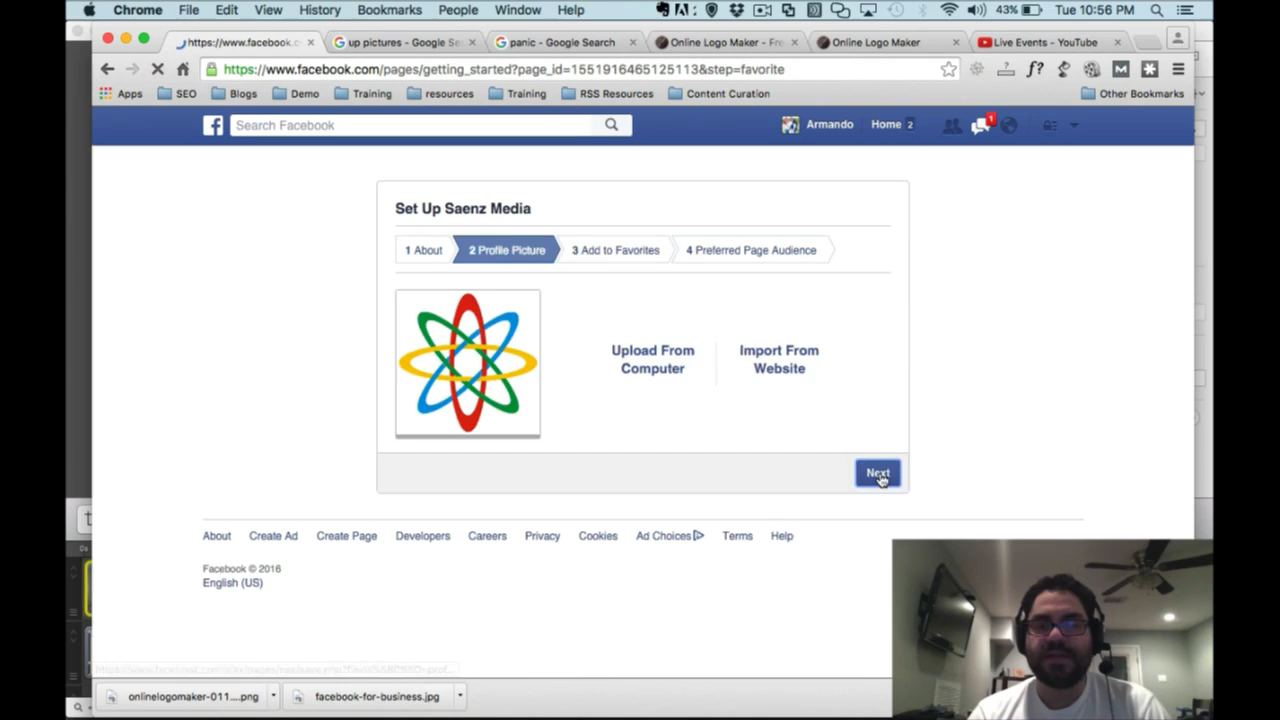 Chrome File Edit View History Bookmarks People Window Help 43% Tue 10:56 PM
https://www.facebook.c up pictures - Google Se panic - Google Search Online Logo Maker - Fre Online Logo Maker Live Events - YouTube
https://www.facebook.com/pages/getting_started?page_id=1551916465125113&step=favorite
Apps SEO Blogs Demo Training resources Training RSS Resources Content Curation Other Bookmarks
Search Facebook Armando Home 2 1
Set Up Saenz Media
1 About 2 Profile Picture 3 Add to Favorites 4 Preferred Page Audience
Upload From Computer
Import From Website
Next
About Create Ad Create Page Developers Careers Privacy Cookies Ad Choices Terms Help
Facebook © 2016
English (US)
onlinelogomaker-011....png facebook-for-business.jpg